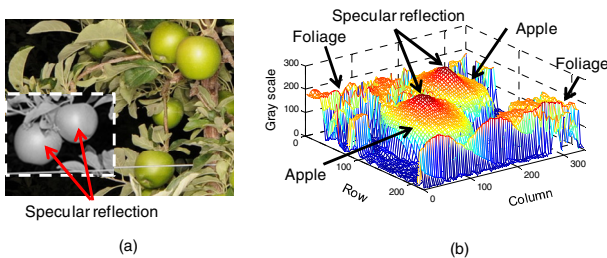 Specular reflection
(a)
Specular reflection
Foliage
Apple
Foliage
Gray scale
300
200
100
0
0
100
200
Row
0
100
200
300
Column
Apple
(b)